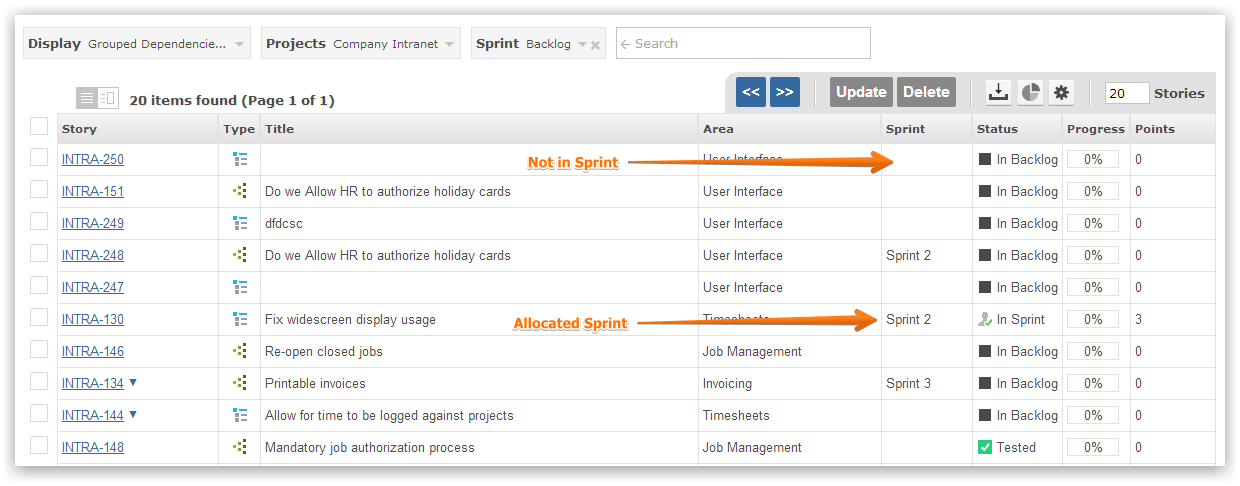 Display Grouped Dependencie... Projects Company Intranet Sprint Backlog Search
20 items found (Page 1 of 1) << >> Update Delete 20 Stories
Story Type Title Area Sprint Status Progress Points
INTRA-250 Not in Sprint User Interface In Backlog 0% 0
INTRA-151 Do we Allow HR to authorize holiday cards User Interface In Backlog 0% 0
INTRA-249 dfdcsc User Interface In Backlog 0% 0
INTRA-248 Do we Allow HR to authorize holiday cards User Interface Sprint 2 In Backlog 0% 0
INTRA-247 User Interface In Backlog 0% 0
INTRA-130 Fix widescreen display usage Allocated Sprint Timesheets Sprint 2 In Sprint 0% 3
INTRA-146 Re-open closed jobs Job Management In Backlog 0% 0
INTRA-134 Printable invoices Invoicing Sprint 3 In Backlog 0% 0
INTRA-144 Allow for time to be logged against projects Timesheets In Backlog 0% 0
INTRA-148 Mandatory job authorization process Job Management Tested 0% 0